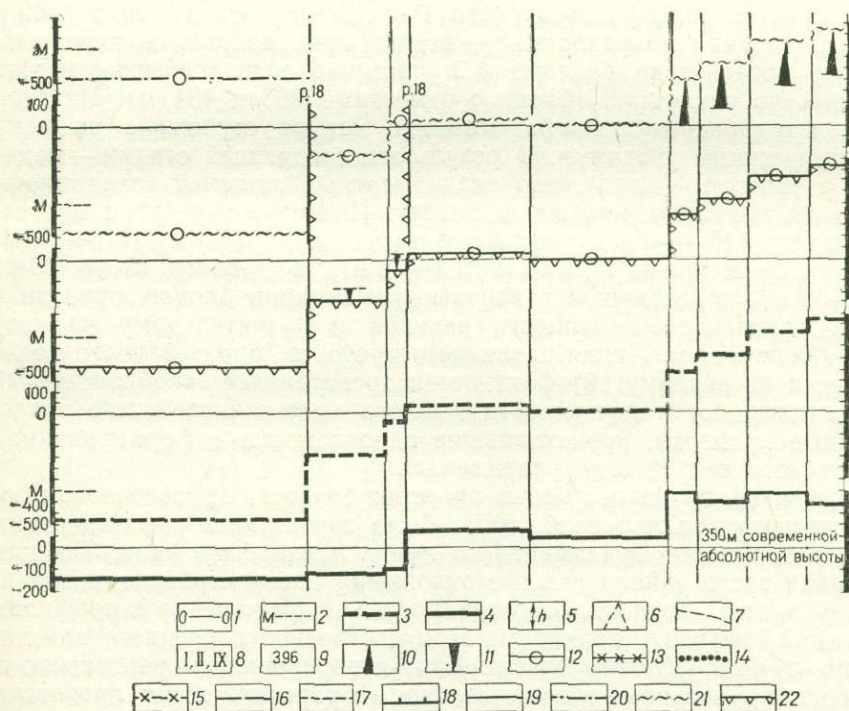 р.18 р.18
М
+500
100
0
М
+500
0
М
+500
100
0
М
+400
+500
0
-100
-200
350м современной
абсолютной высоты
0—0 1 М 2 3 4 h 5 6 7
I, II, IX 8 396 9 10 11 12 13 14
15 16 17 18 19 20 21 22